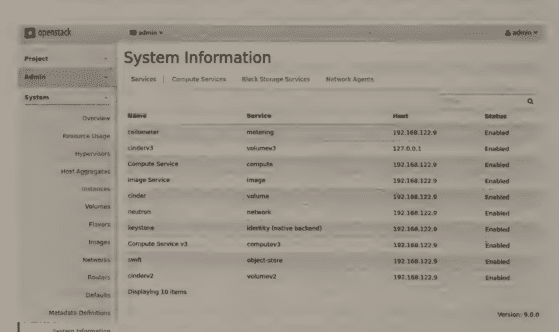 openstack
admin
admin
Project
Admin
System
Overview
Resource Usage
Hypervisors
Host Aggregates
Instances
Volumes
Flavors
Images
Networks
Routers
Defaults
Metadata Definitions
System Information
System Information
Services | Compute Services Block Storage Services Network Agents
Name Service Host Status
ceilometer metering 192.168.122.9 Enabled
cinderv3 volumev3 127.0.0.1 Enabled
Compute Service compute 192.168.122.9 Enabled
Image Service image 192.168.122.9 Enabled
cinder volume 192.168.122.9 Enabled
neutron network 192.168.122.9 Enabled
keystone identity (native backend) 192.168.122.9 Enabled
Compute Service v3 computev3 192.168.122.9 Enabled
swift object-store 192.168.122.9 Enabled
cinderv2 volumev2 192.168.122.9 Enabled
Displaying 10 items
Version: 9.0.0